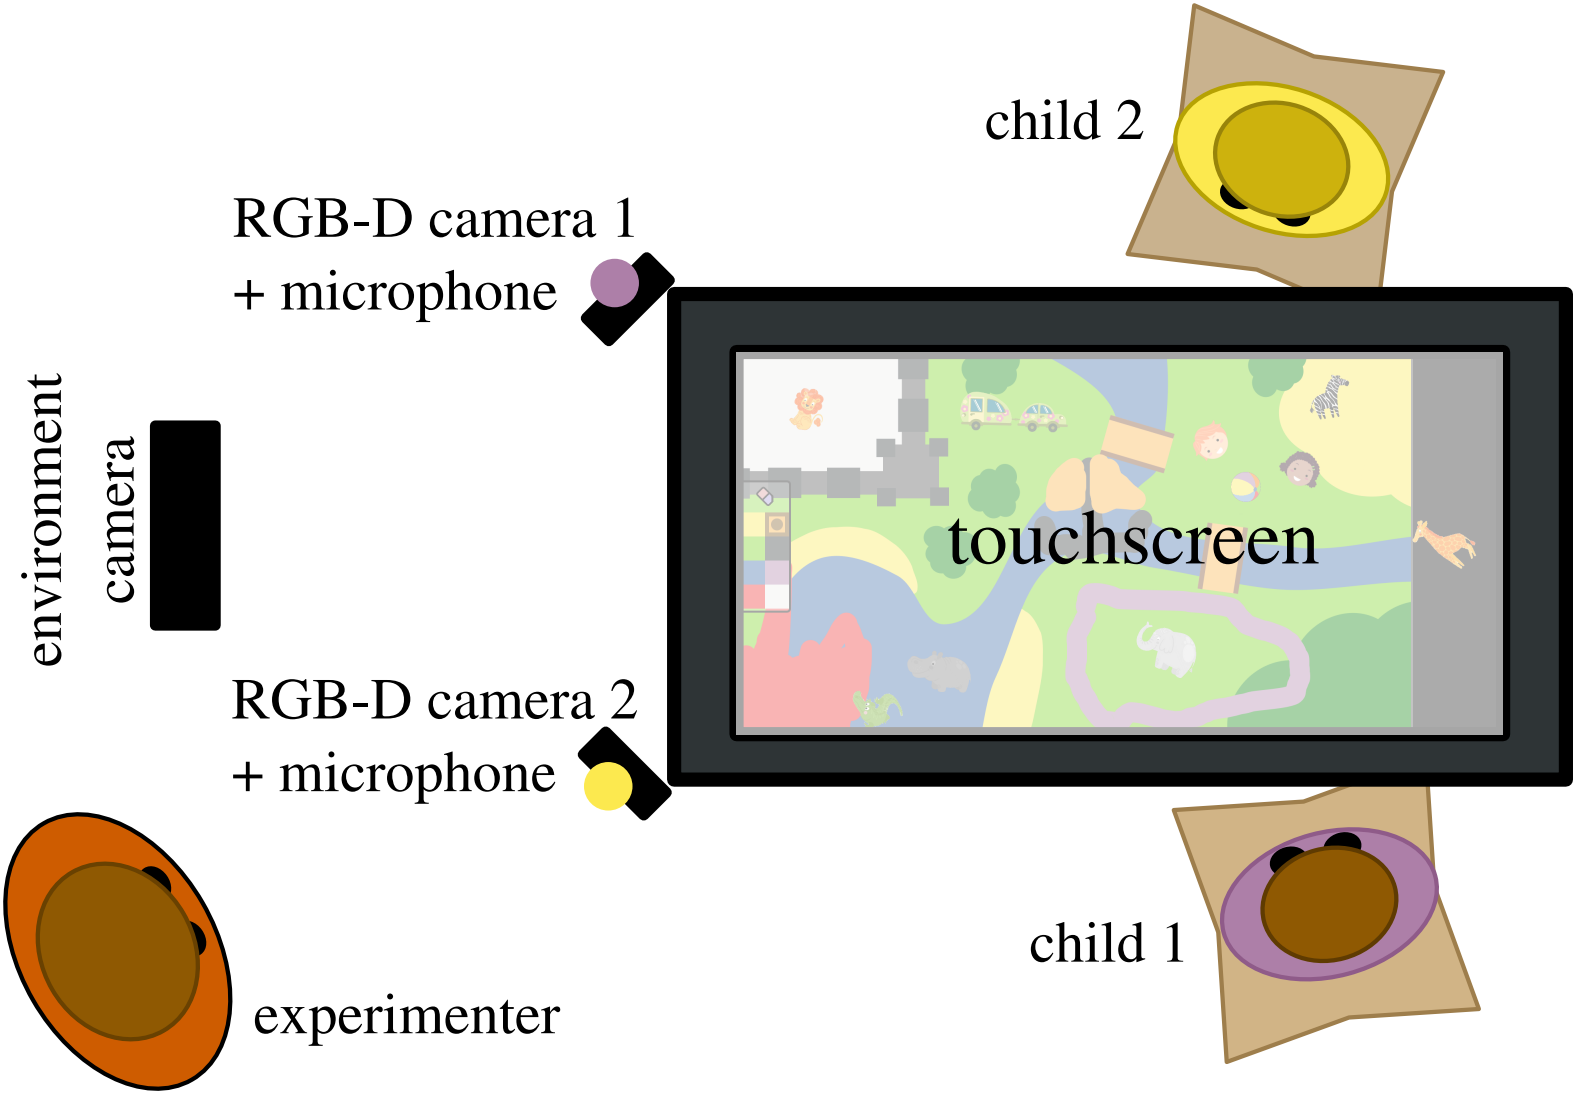 child 2
RGB-D camera 1
+ microphone
environment
camera
touchscreen
RGB-D camera 2
+ microphone
child 1
experimenter